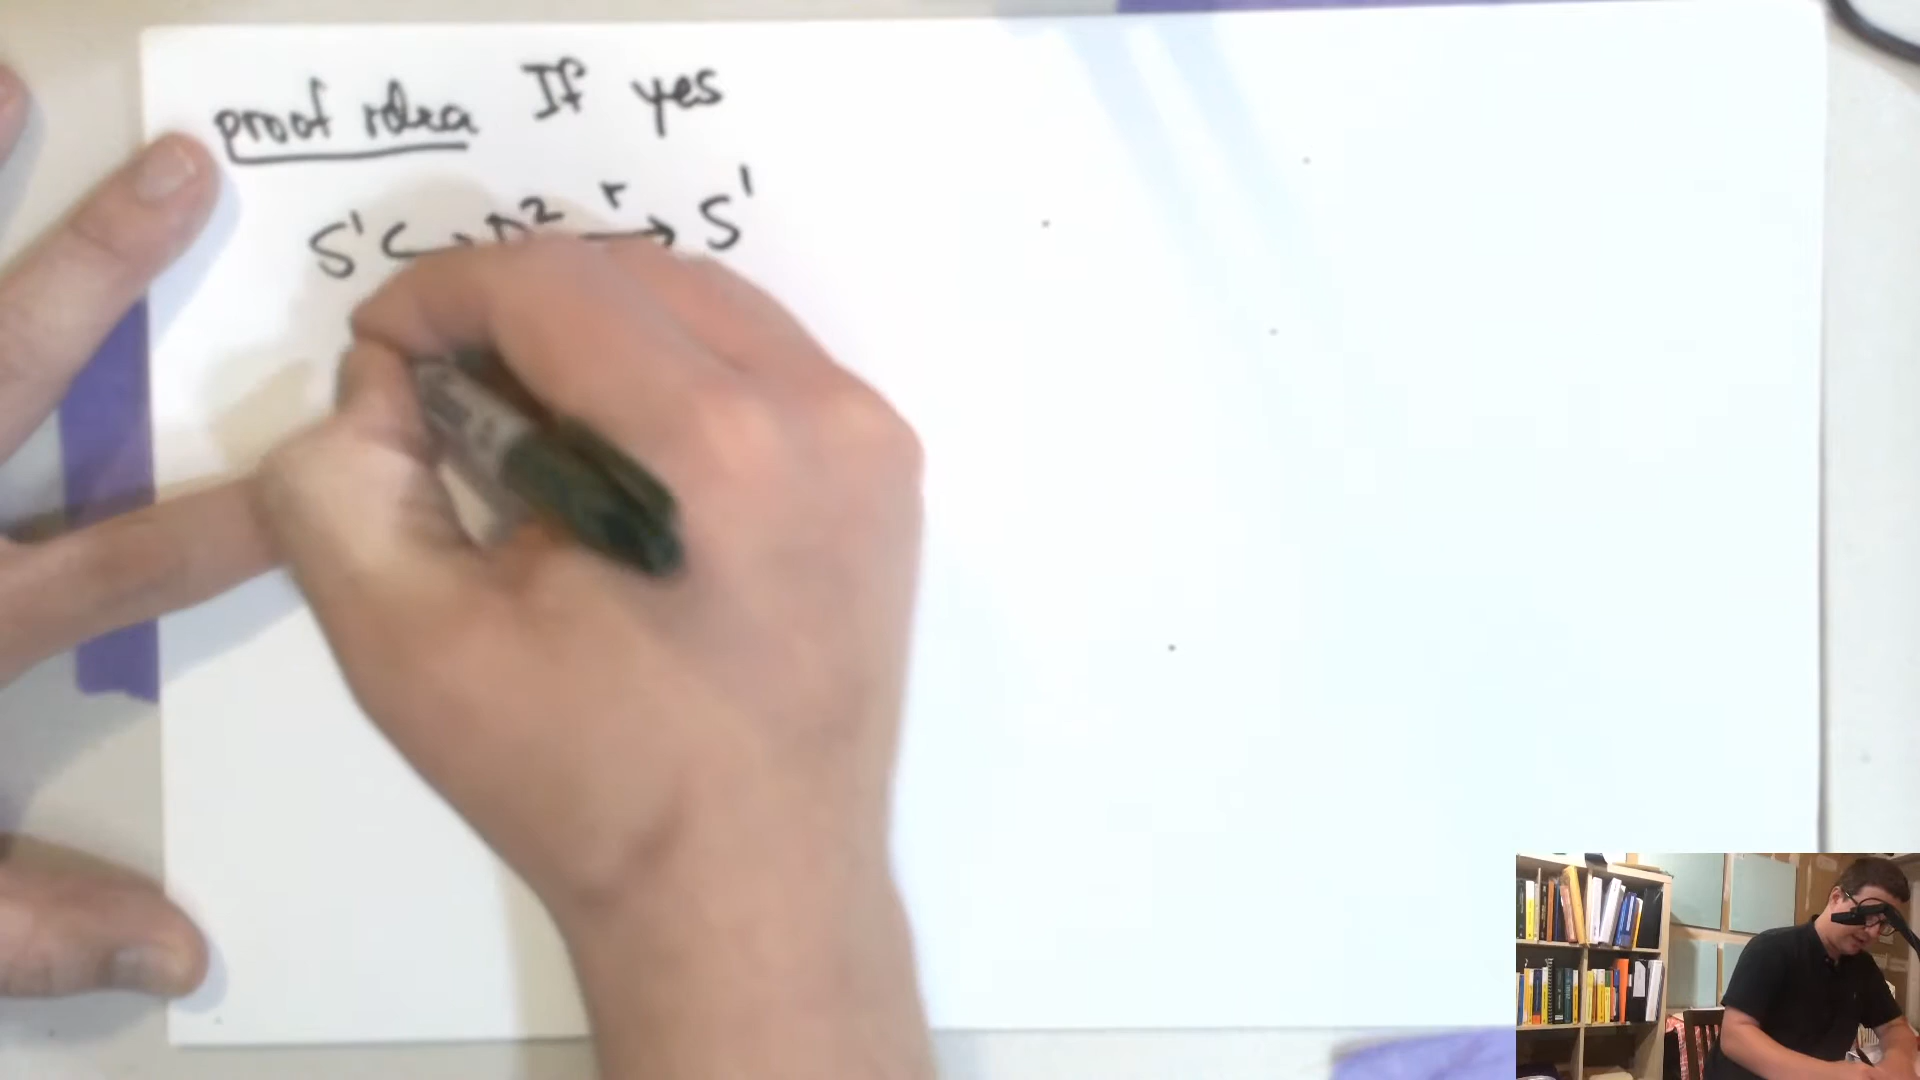 proof idea If yes
S¹ ↪ D² r→ S¹